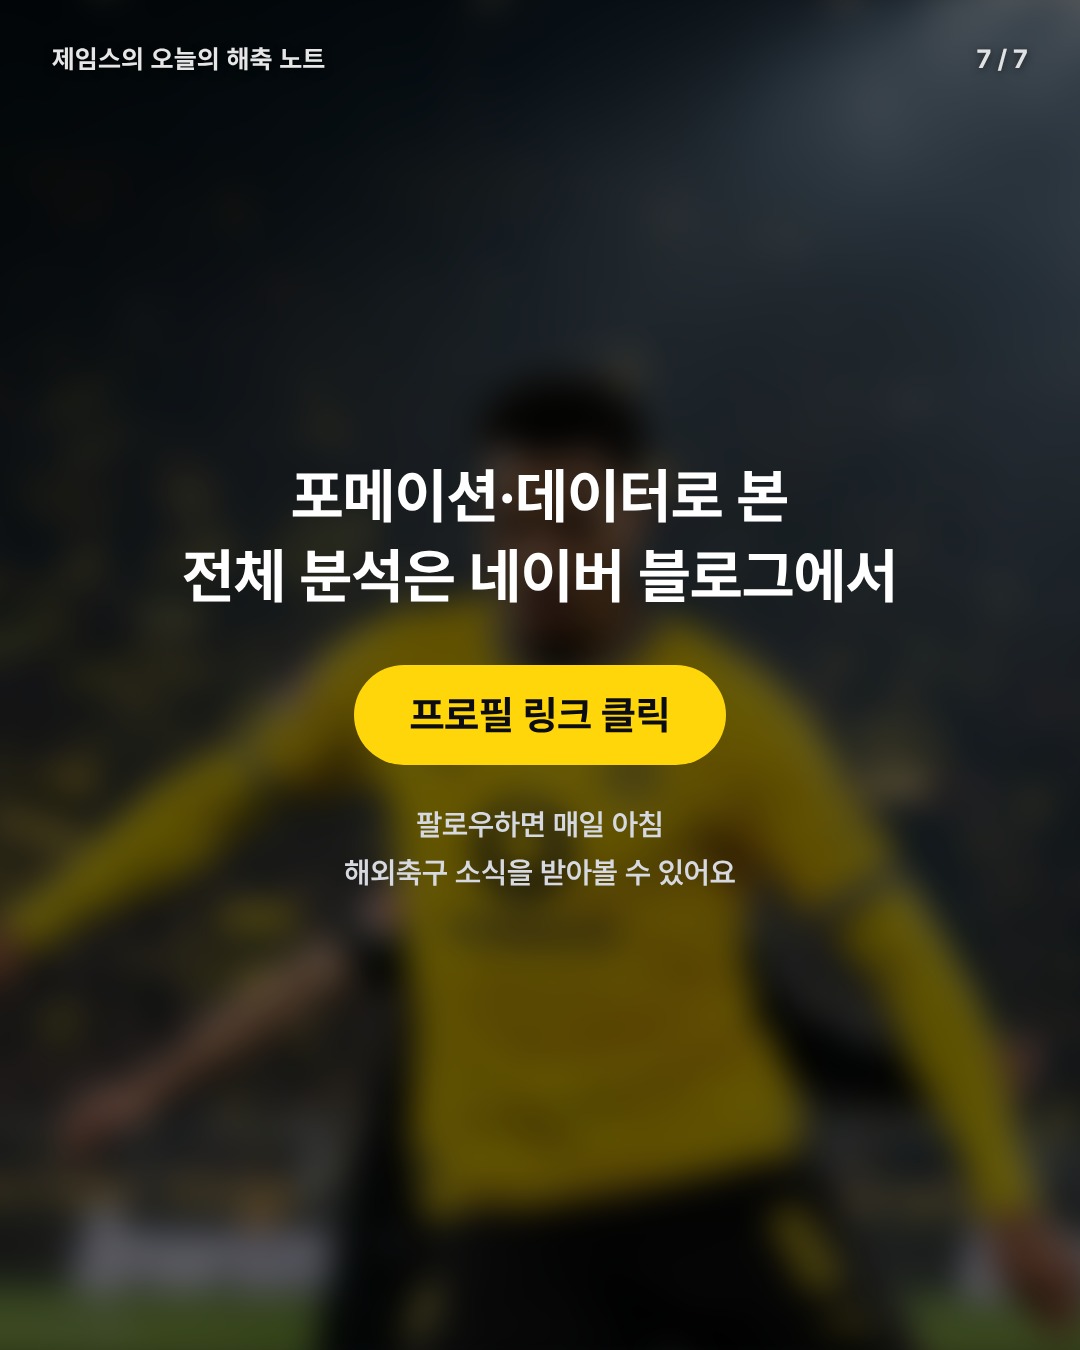 제임스의 오늘의 해축 노트
7 / 7
포메이션·데이터로 본
전체 분석은 네이버 블로그에서
프로필 링크 클릭
팔로우하면 매일 아침
해외축구 소식을 받아볼 수 있어요